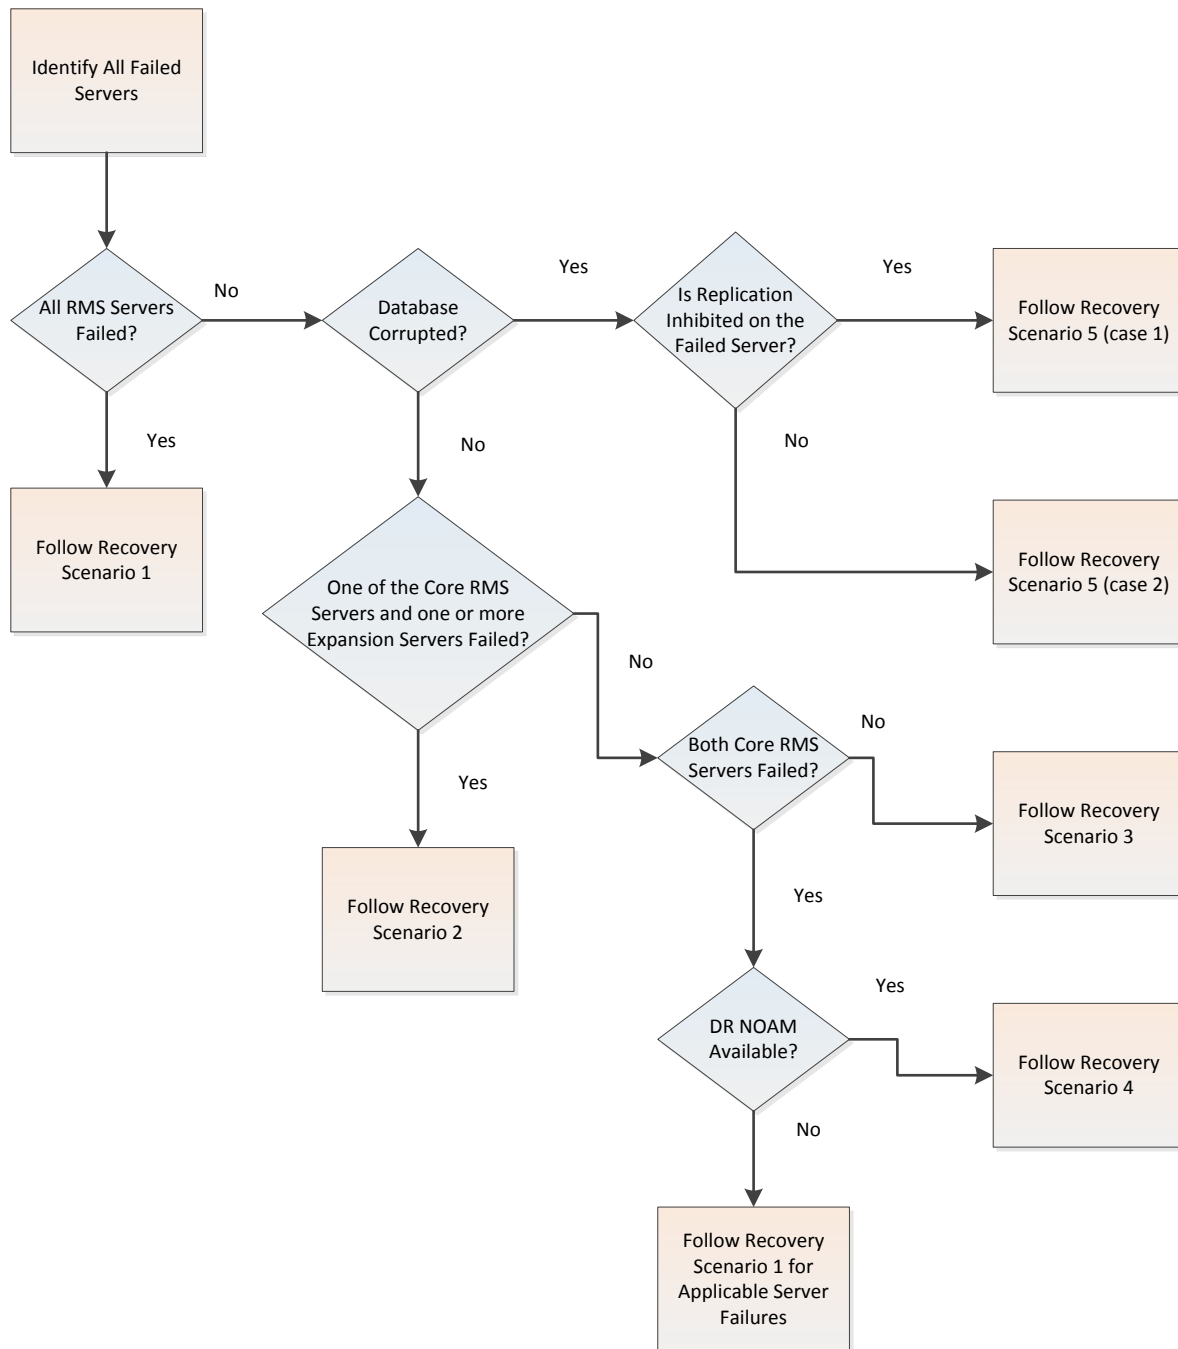 Identify All Failed
Servers
All RMS Servers
Failed?
No
Database
Corrupted?
Yes
Is Replication
Inhibited on the
Failed Server?
Yes
Follow Recovery
Scenario 5 (case 1)
Yes
No
No
Follow Recovery
Scenario 1
Follow Recovery
Scenario 5 (case 2)
One of the Core RMS
Servers and one or more
Expansion Servers Failed?
No
Both Core RMS
Servers Failed?
No
Yes
Follow Recovery
Scenario 3
Follow Recovery
Scenario 2
Yes
DR NOAM
Available?
Yes
Follow Recovery
Scenario 4
No
Follow Recovery
Scenario 1 for
Applicable Server
Failures